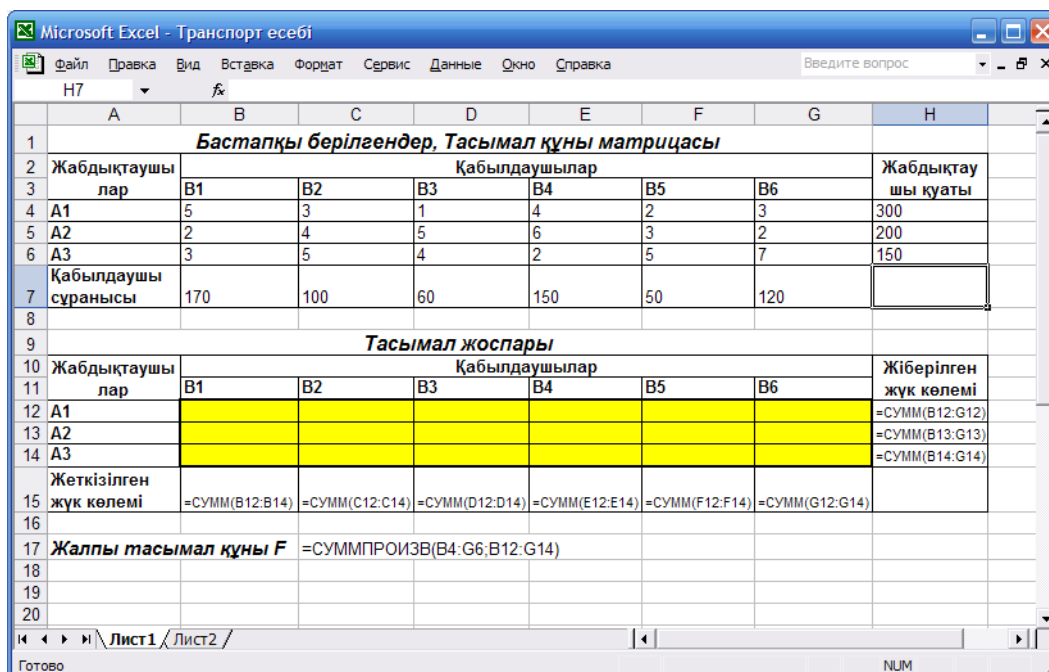 Microsoft Excel - Транспорт есебі
Файл Правка Вид Вставка Формат Сервис Данные Окно Справка Введите вопрос
H7 fx
A B C D E F G H
1 Бастапқы берілгендер, Тасымал құны матрицасы
2 Жабдықтаушы Қабылдаушылар Жабдықтау
3 лар B1 B2 B3 B4 B5 B6 шы қуаты
4 A1 5 3 1 4 2 3 300
5 A2 2 4 5 6 3 2 200
6 A3 3 5 4 2 5 7 150
Қабылдаушы
7 сұранысы 170 100 60 150 50 120
8
9 Тасымал жоспары
10 Жабдықтаушы Қабылдаушылар Жіберілген
11 лар B1 B2 B3 B4 B5 B6 жүк көлемі
12 A1 =СУММ(B12:G12)
13 A2 =СУММ(B13:G13)
14 A3 =СУММ(B14:G14)
Жеткізілген
15 жүк көлемі =СУММ(B12:B14) =СУММ(C12:C14) =СУММ(D12:D14) =СУММ(E12:E14) =СУММ(F12:F14) =СУММ(G12:G14)
16
17 Жалпы тасымал құны F =СУММПРОИЗВ(B4:G6;B12:G14)
18
19
20
Лист1 Лист2
Готово NUM